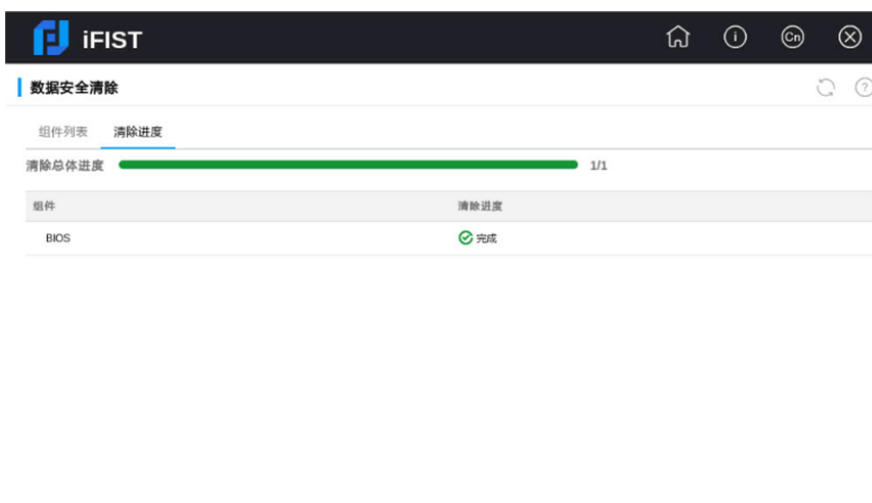 iFIST
Cn
数据安全清除
组件列表 清除进度
清除总体进度 1/1
组件 清除进度
BIOS 完成